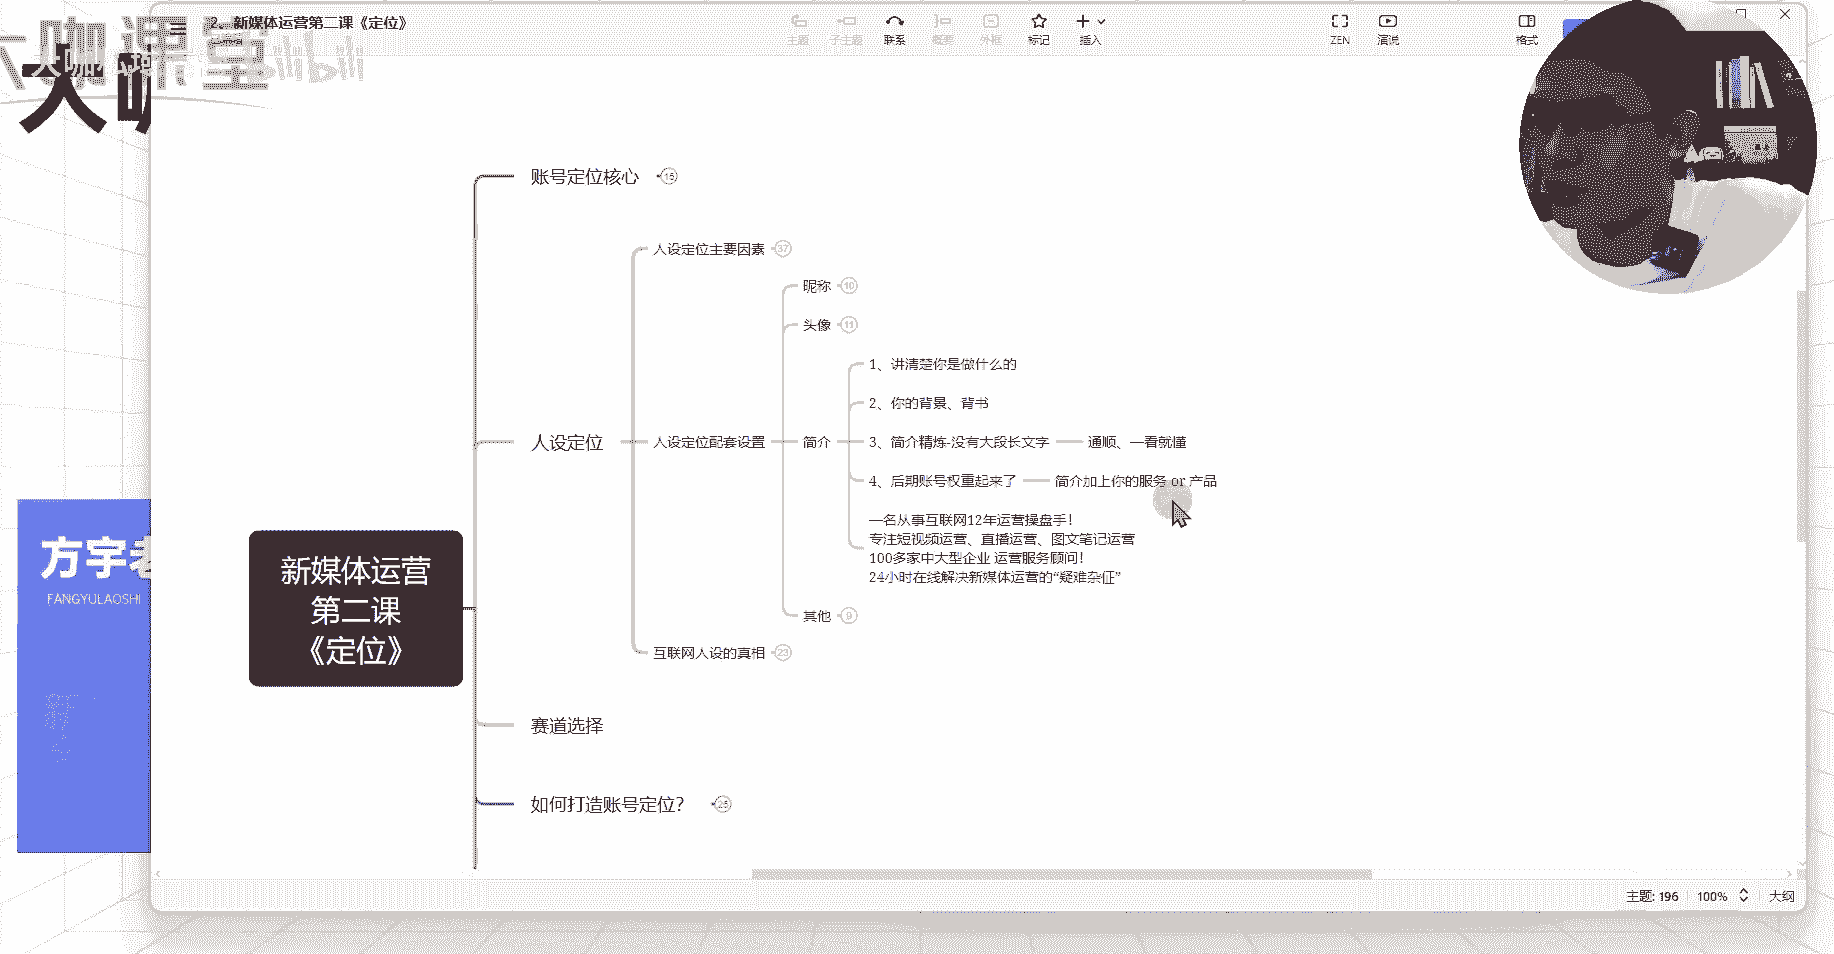 2、新媒体运营第二课《定位》
主题
子主题
联系
概要
外框
标记
插入
ZEN
演说
格式
大咖课堂
bilibili
大咖
账号定位核心
16
人设定位主要因素
37
昵称
10
头像
11
1、讲清楚你是做什么的
2、你的背景、背书
人设定位
人设定位配套设置
简介
3、简介精炼-没有大段长文字
通顺、一看就懂
4、后期账号权重起来了
简介加上你的服务 or 产品
一名从事互联网12年运营操盘手！
专注短视频运营、直播运营、图文笔记运营
100多家中大型企业 运营服务顾问！
24小时在线解决新媒体运营的“疑难杂征”
其他
9
互联网人设的真相
23
新媒体运营
第二课
《定位》
赛道选择
如何打造账号定位？
方宇老
FANGYULAOSHI
主题: 196
100%
大纲